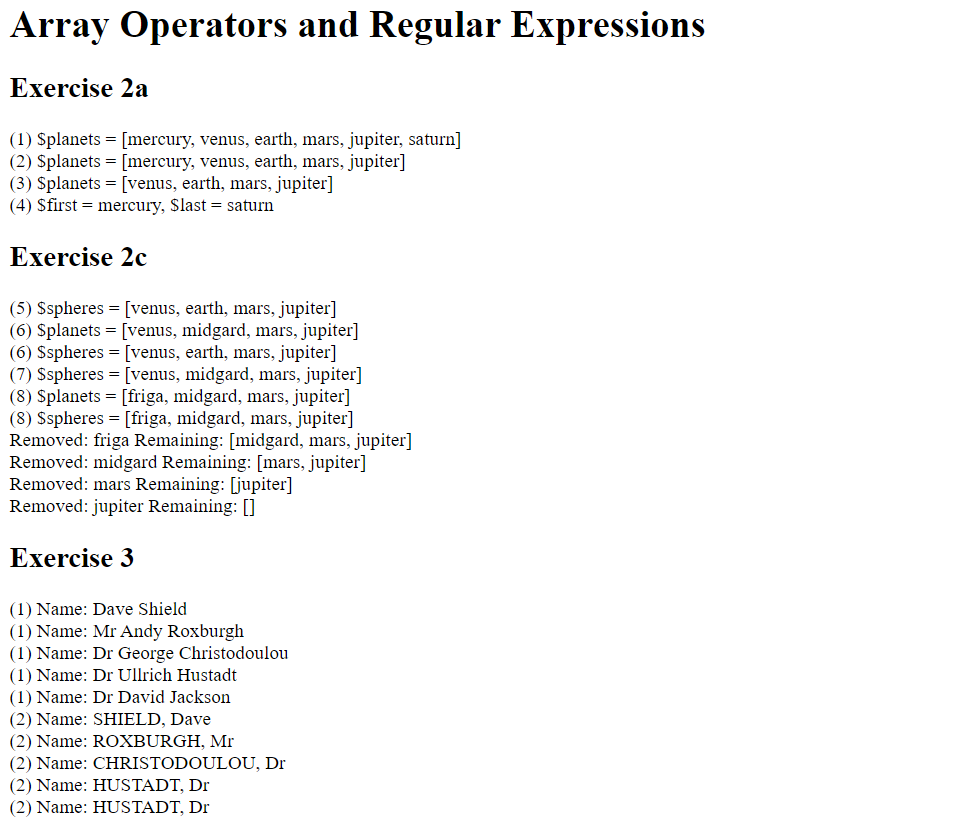 Array Operators and Regular Expressions
Exercise 2a
(1) $planets = [mercury, venus, earth, mars, jupiter, saturn]
(2) $planets = [mercury, venus, earth, mars, jupiter]
(3) $planets = [venus, earth, mars, jupiter]
(4) $first = mercury, $last = saturn
Exercise 2c
(5) $spheres = [venus, earth, mars, jupiter]
(6) $planets = [venus, midgard, mars, jupiter]
(6) $spheres = [venus, earth, mars, jupiter]
(7) $spheres = [venus, midgard, mars, jupiter]
(8) $planets = [friga, midgard, mars, jupiter]
(8) $spheres = [friga, midgard, mars, jupiter]
Removed: friga Remaining: [midgard, mars, jupiter]
Removed: midgard Remaining: [mars, jupiter]
Removed: mars Remaining: [jupiter]
Removed: jupiter Remaining: []
Exercise 3
(1) Name: Dave Shield
(1) Name: Mr Andy Roxburgh
(1) Name: Dr George Christodoulou
(1) Name: Dr Ullrich Hustadt
(1) Name: Dr David Jackson
(2) Name: SHIELD, Dave
(2) Name: ROXBURGH, Mr
(2) Name: CHRISTODOULOU, Dr
(2) Name: HUSTADT, Dr
(2) Name: HUSTADT, Dr